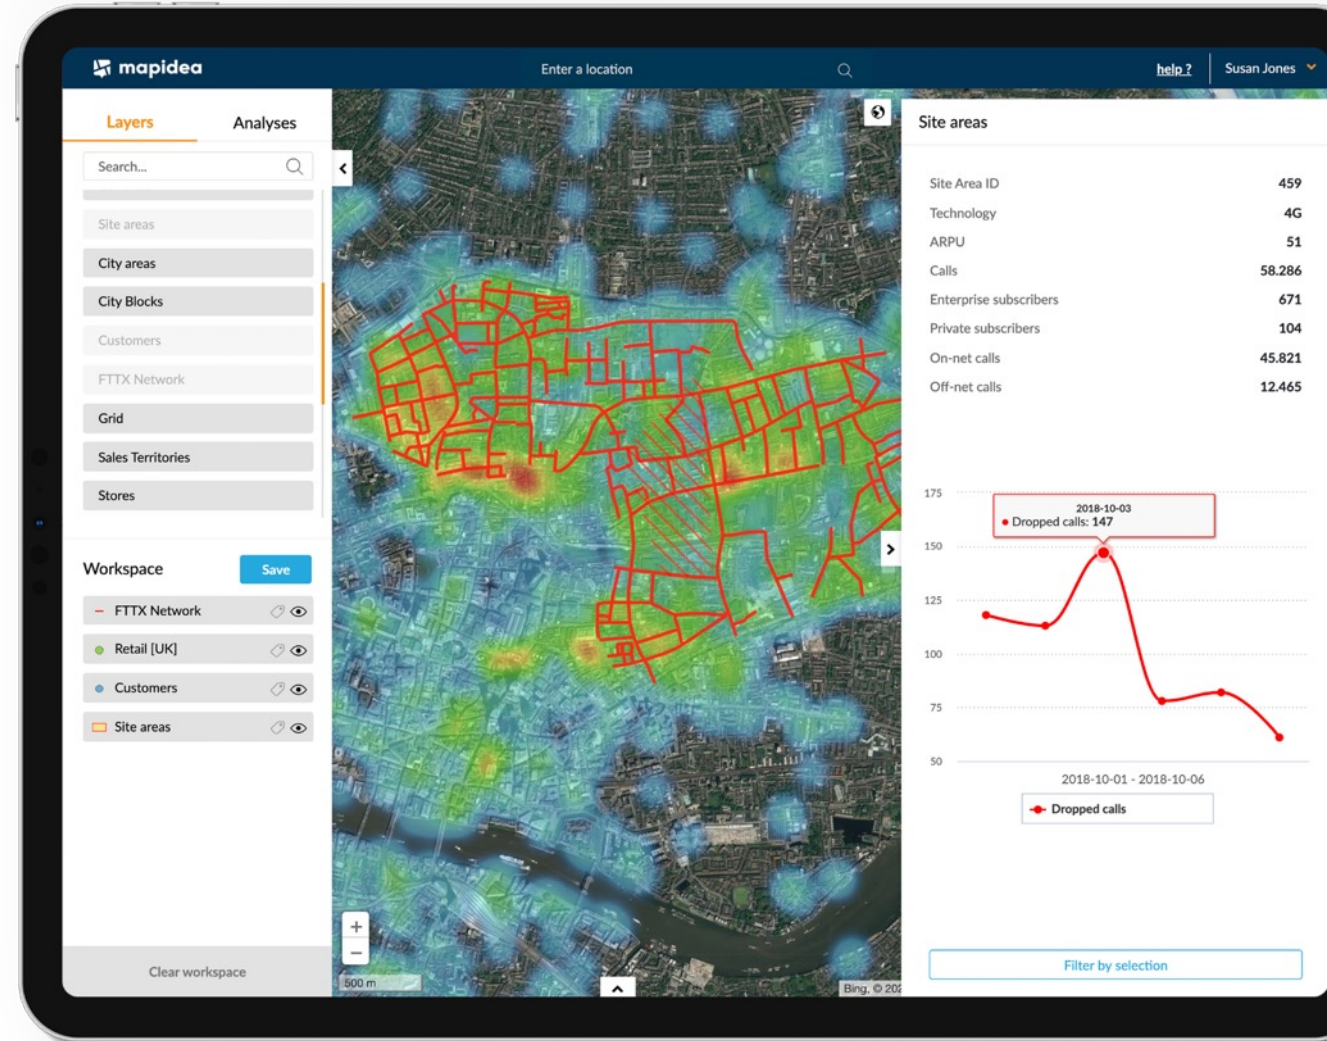 mapidea
Enter a location
help ?
Susan Jones
Layers
Analyses
Search...
Site areas
City areas
City Blocks
Customers
FTTX Network
Grid
Sales Territories
Stores
Workspace
Save
FTTX Network
Retail [UK]
Customers
Site areas
Clear workspace
500 m
Bing, © 202
Site areas
Site Area ID 459
Technology 4G
ARPU 51
Calls 58.286
Enterprise subscribers 671
Private subscribers 104
On-net calls 45.821
Off-net calls 12.465
175
2018-10-03
Dropped calls: 147
150
125
100
75
50
2018-10-01 - 2018-10-06
Dropped calls
Filter by selection